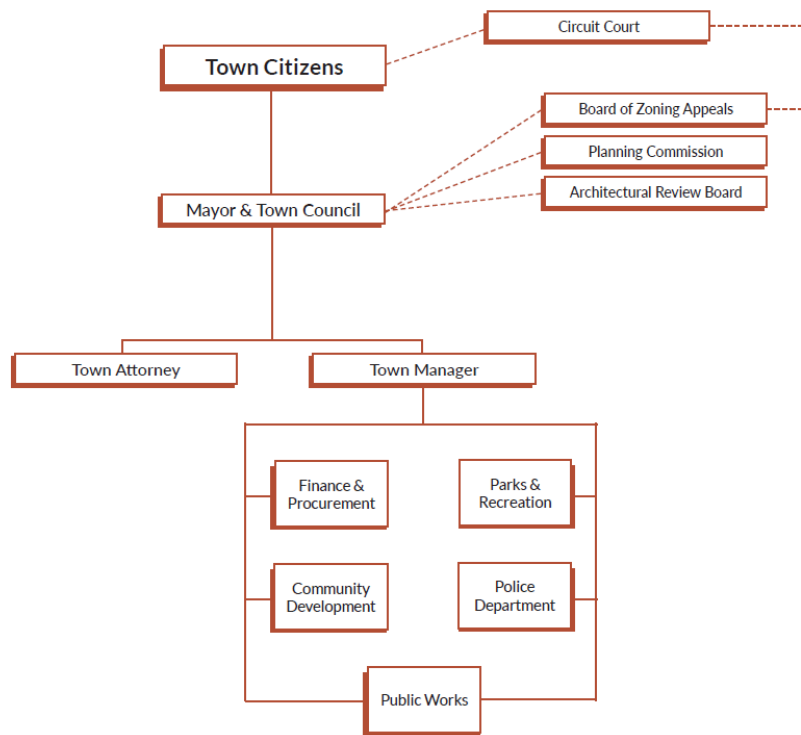 Circuit Court
Town Citizens
Board of Zoning Appeals
Planning Commission
Architectural Review Board
Mayor & Town Council
Town Attorney
Town Manager
Finance &
Procurement
Parks &
Recreation
Community
Development
Police
Department
Public Works